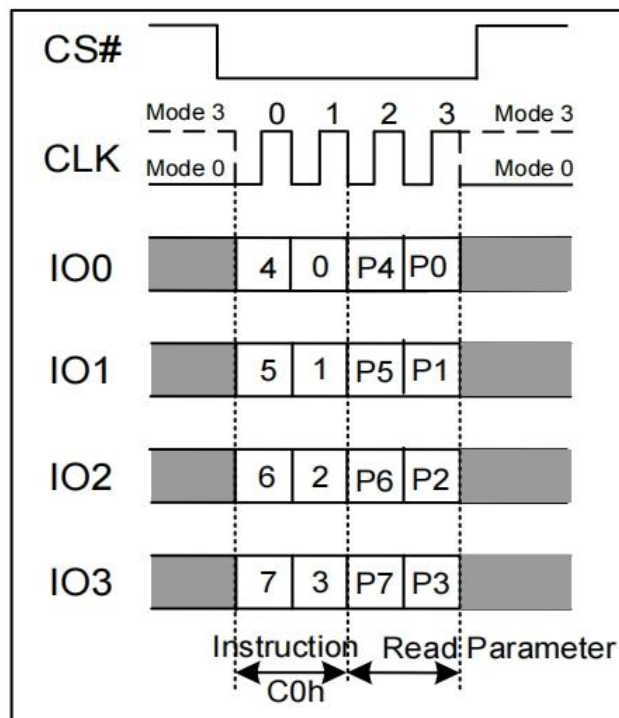 CS#
Mode 3 0 1 2 3 Mode 3
CLK
Mode 0 Mode 0
IO0 4 0 P4 P0
IO1 5 1 P5 P1
IO2 6 2 P6 P2
IO3 7 3 P7 P3
Instruction Read Parameter
C0h